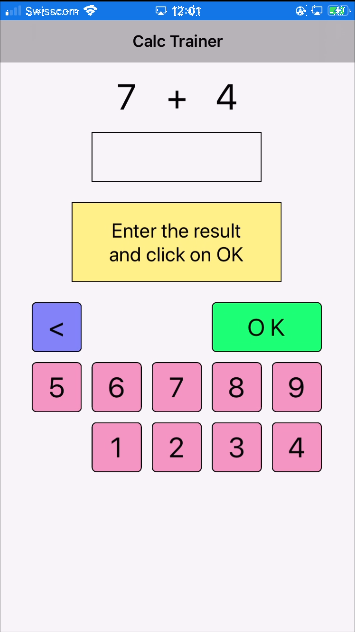 Swisscom 12:01
Calc Trainer
7 + 4
Enter the result
and click on OK
< OK
5 6 7 8 9
1 2 3 4